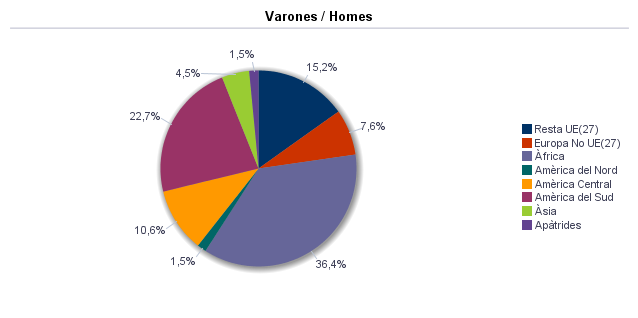 Varones / Homes
1,5%
15,2%
4,5%
7,6%
22,7%
10,6%
1,5%
36,4%
Resta UE(27)
Europa No UE(27)
Àfrica
Amèrica del Nord
Amèrica Central
Amèrica del Sud
Àsia
Apàtrides